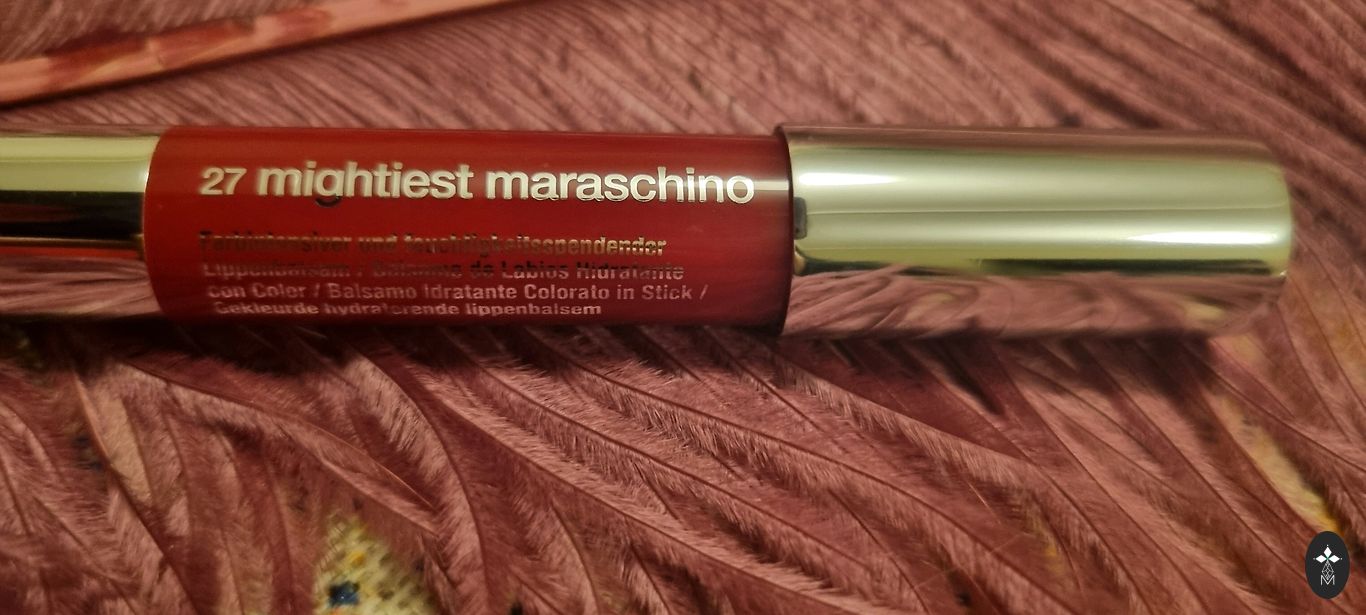 27 mightiest maraschino
Farbintensiver und feuchtigkeitsspendender
Lippenbalsam / Bálsamo de Labios Hidratante
con Color / Balsamo Idratante Colorato in Stick /
Gekleurde hydraterende lippenbalsem
M